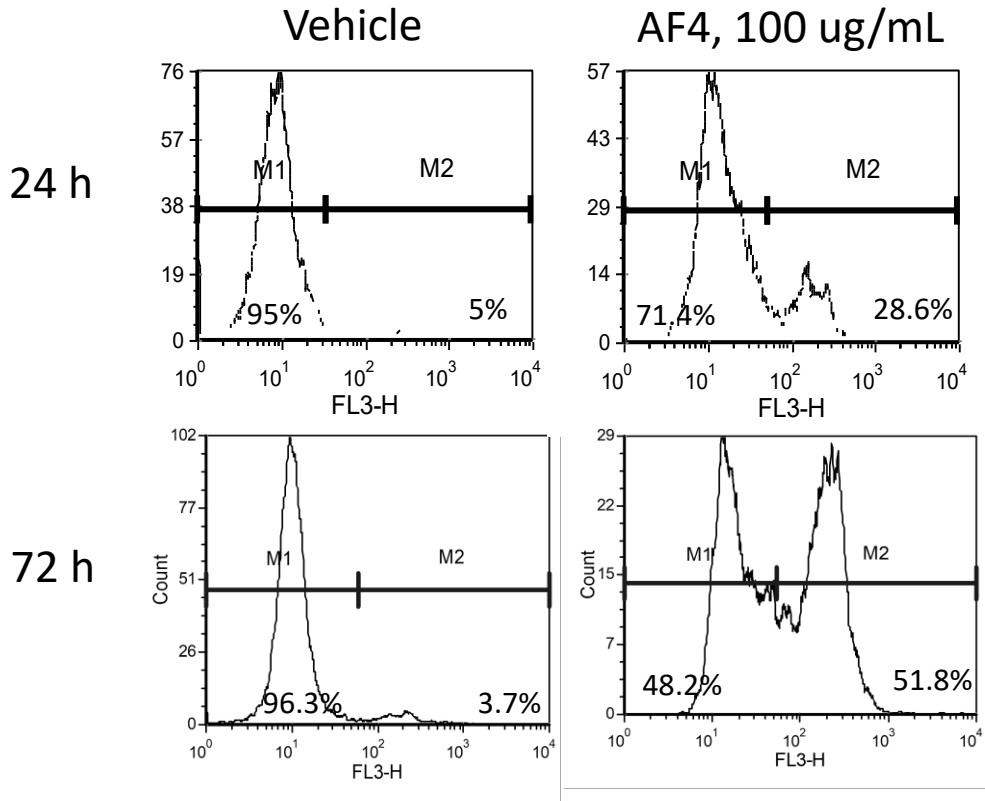 Vehicle
AF4, 100 ug/mL
24 h
76
57
38
19
0
M1
M2
95%
5%
10^0 10^1 10^2 10^3 10^4
FL3-H
57
43
29
14
0
M1
M2
71.4%
28.6%
10^0 10^1 10^2 10^3 10^4
FL3-H
72 h
Count
102
77
51
26
0
M1
M2
96.3%
3.7%
10^0 10^1 10^2 10^3 10^4
FL3-H
Count
29
22
15
7
0
M1
M2
48.2%
51.8%
10^0 10^1 10^2 10^3 10^4
FL3-H